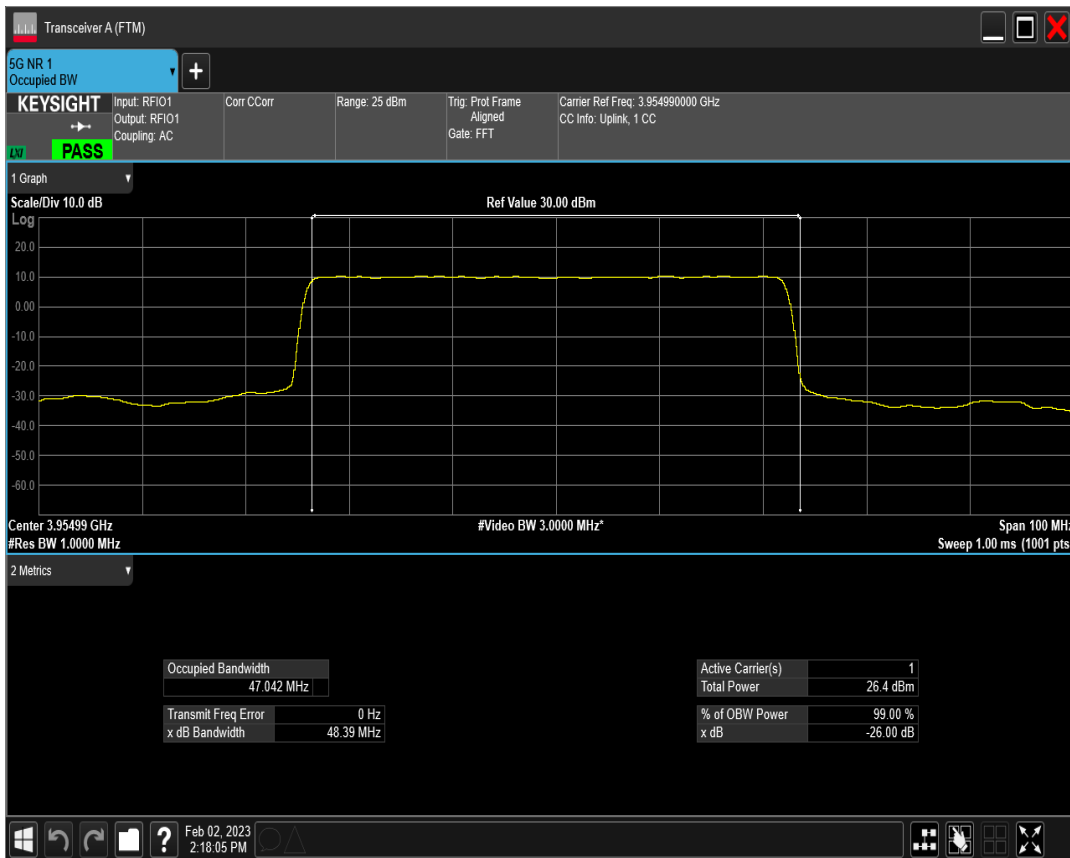 Transceiver A (FTM)
5G NR 1
Occupied BW
+
KEYSIGHT
LXI
PASS
Input: RFIO1
Output: RFIO1
Coupling: AC
Corr CCorr
Range: 25 dBm
Trig: Prot Frame
Aligned
Gate: FFT
Carrier Ref Freq: 3.954990000 GHz
CC Info: Uplink, 1 CC
1 Graph
Scale/Div 10.0 dB
Ref Value 30.00 dBm
Log
20.0
10.0
0.00
-10.0
-20.0
-30.0
-40.0
-50.0
-60.0
Center 3.95499 GHz
#Video BW 3.0000 MHz*
Span 100 MHz
#Res BW 1.0000 MHz
Sweep 1.00 ms (1001 pts
2 Metrics
Occupied Bandwidth
47.042 MHz
Transmit Freq Error 0 Hz
x dB Bandwidth 48.39 MHz
Active Carrier(s) 1
Total Power 26.4 dBm
% of OBW Power 99.00 %
x dB -26.00 dB
?
Feb 02, 2023
2:18:05 PM